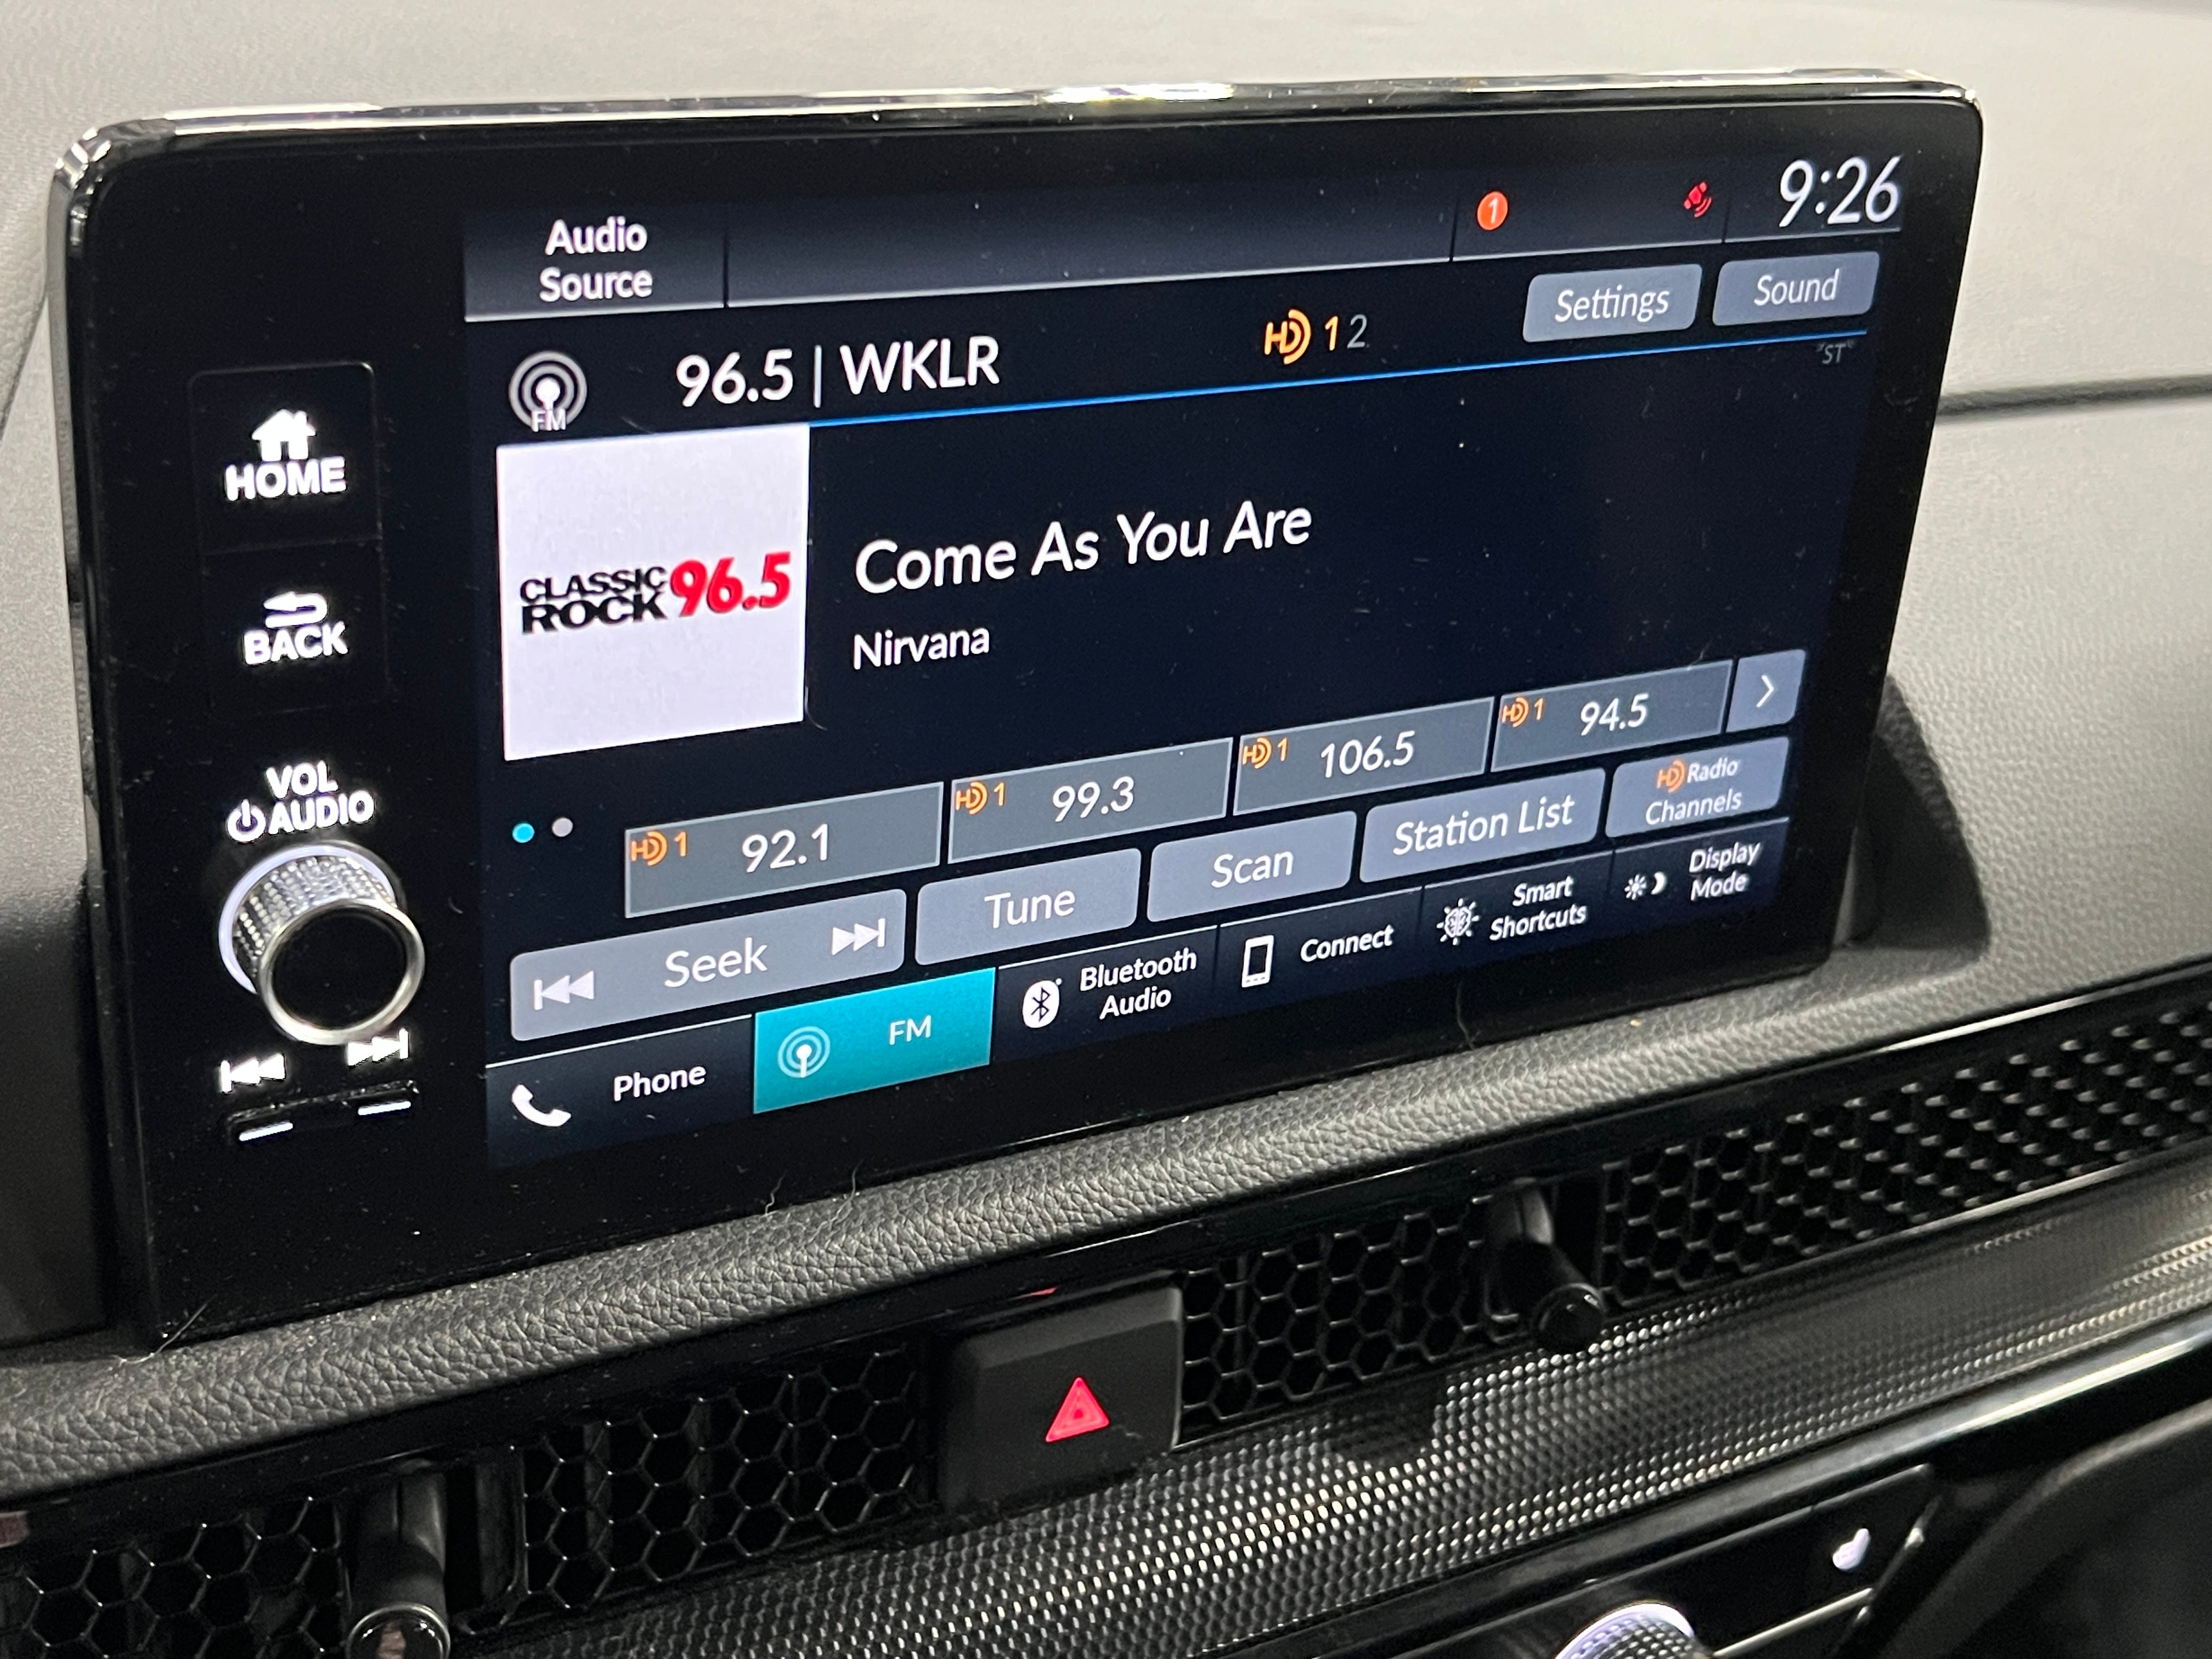 9:26
Audio
Source
1
Settings
Sound
FM
96.5 | WKLR
HD 1 2
ST
HOME
BACK
VOL
AUDIO
CLASSIC
ROCK 96.5
Come As You Are
Nirvana
HD 1 92.1
HD 1 99.3
HD 1 106.5
HD 1 94.5
Seek
Tune
Scan
Station List
HD Radio
Channels
Phone
FM
Bluetooth
Audio
Connect
Smart
Shortcuts
Display
Mode